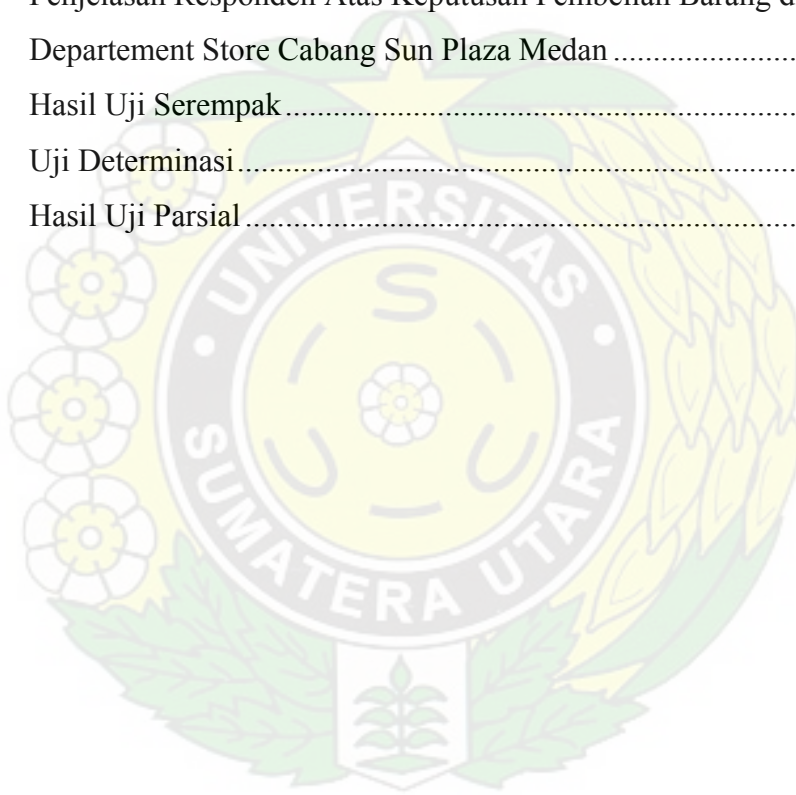 Penjelasan Responden Atas Keputusan Pembelian Barang d
Departement Store Cabang Sun Plaza Medan ........................
Hasil Uji Serempak ..................................................................
Uji Determinasi .........................................................................
Hasil Uji Parsial ........................................................................
UNIVERSITAS
S
U U
SUMATERA UTARA